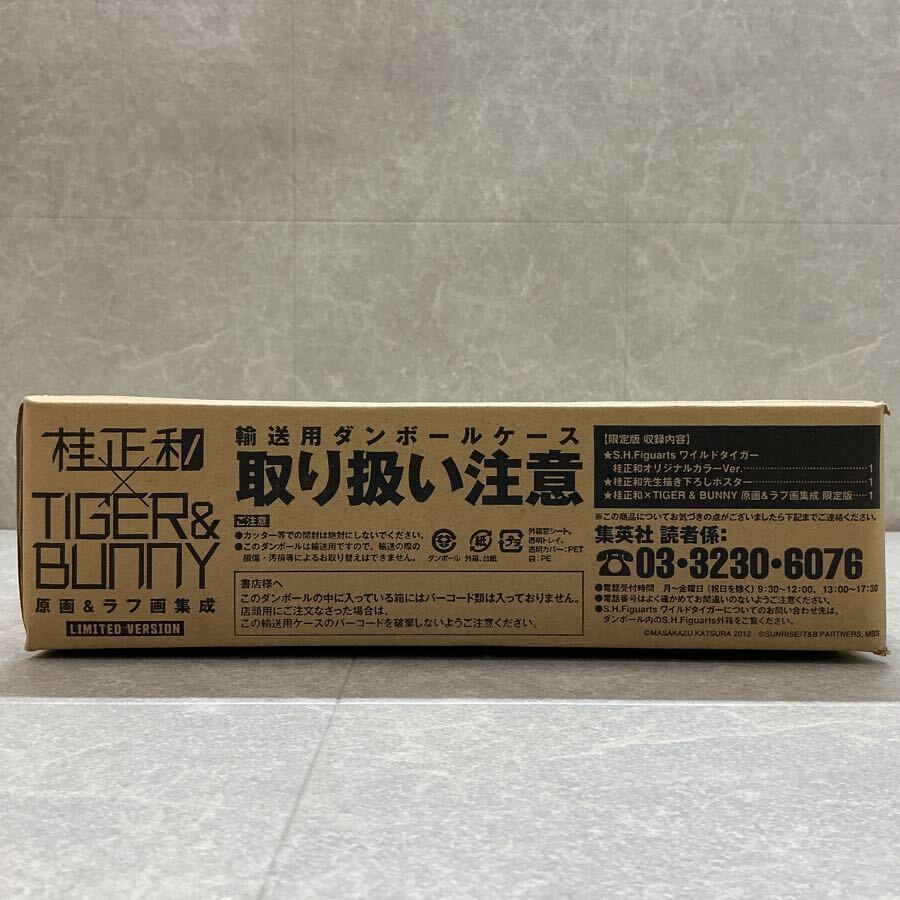 桂正和
×
TIGER&
BUNNY
原画&ラフ画集成
LIMITED VERSION
輸送用ダンボールケース
取り扱い注意
ご注意
●カッター等での開封は絶対にしないでください。
●このダンボールは輸送用ですので、輸送の際の
損傷・汚損等によるお取り替えはできません。
ダンボール
紙
外箱、台紙
プラ
外箱窓シート、
透明トレイ、
透明カバー:PET
袋:PE
書店様へ
このダンボールの中に入っている箱にはバーコード類は入っておりません。
店頭用にご注文なさった場合は、
この輸送用ケースのバーコードを破棄しないようご注意ください。
【限定版 収録内容】
★S.H.Figuarts ワイルドタイガー
桂正和オリジナルカラーVer.……………………1
★桂正和先生描き下ろしポスター……………………1
★桂正和×TIGER & BUNNY 原画&ラフ画集成 限定版……1
※この商品についてお気づきの点がございましたら下記までご連絡ください。
集英社 読者係:
☎03・3230・6076
●電話受付時間 月〜金曜日(祝日を除く)9:30〜12:00、13:00〜17:30
●電話番号はよく確かめてお間違いのないようご注意ください。
●S.H.Figuarts ワイルドタイガーについてのお問い合わせ先は、
ダンボール内のS.H.Figuarts外箱をご覧ください。
©MASAKAZU KATSURA 2012 ©SUNRISE/T&B PARTNERS, MBS